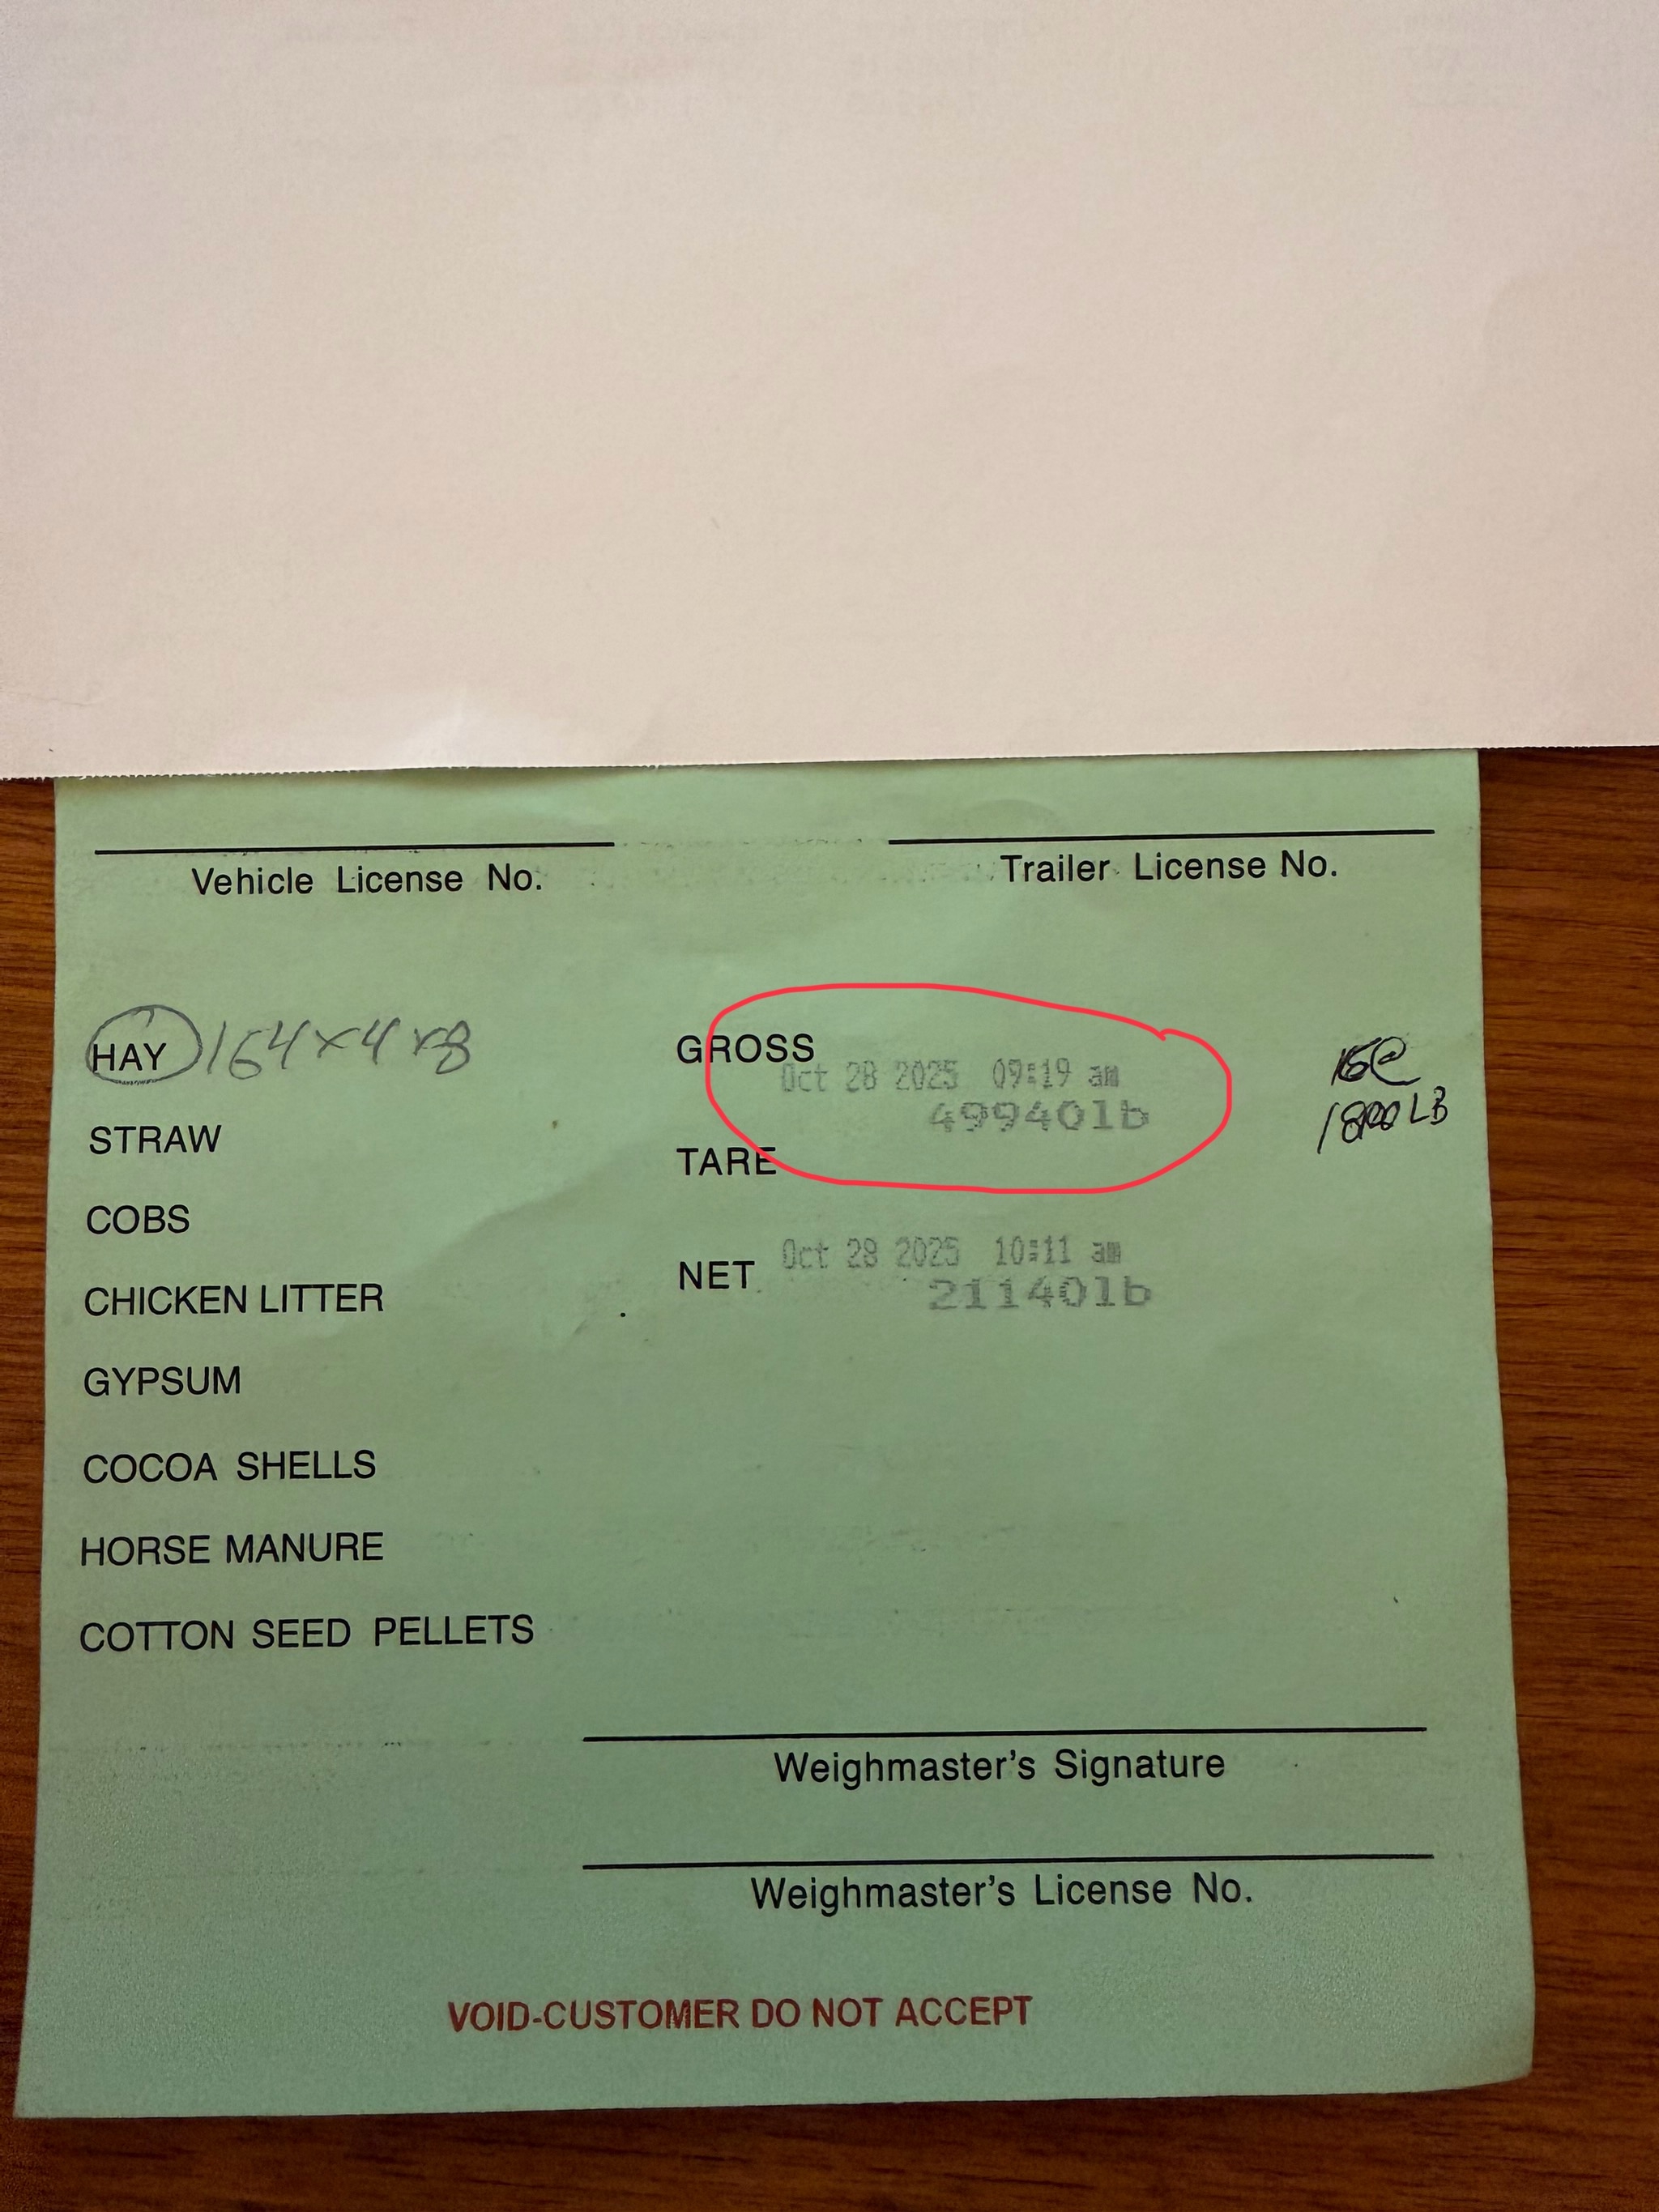 Vehicle License No.
Trailer License No.
HAY 16 4x4x8
GROSS
Oct 28 2025 09:19 am
49940lb
16@
1800 LB
STRAW
TARE
COBS
Oct 28 2025 10:11 am
NET
21140lb
CHICKEN LITTER
GYPSUM
COCOA SHELLS
HORSE MANURE
COTTON SEED PELLETS
Weighmaster's Signature
Weighmaster's License No.
VOID-CUSTOMER DO NOT ACCEPT